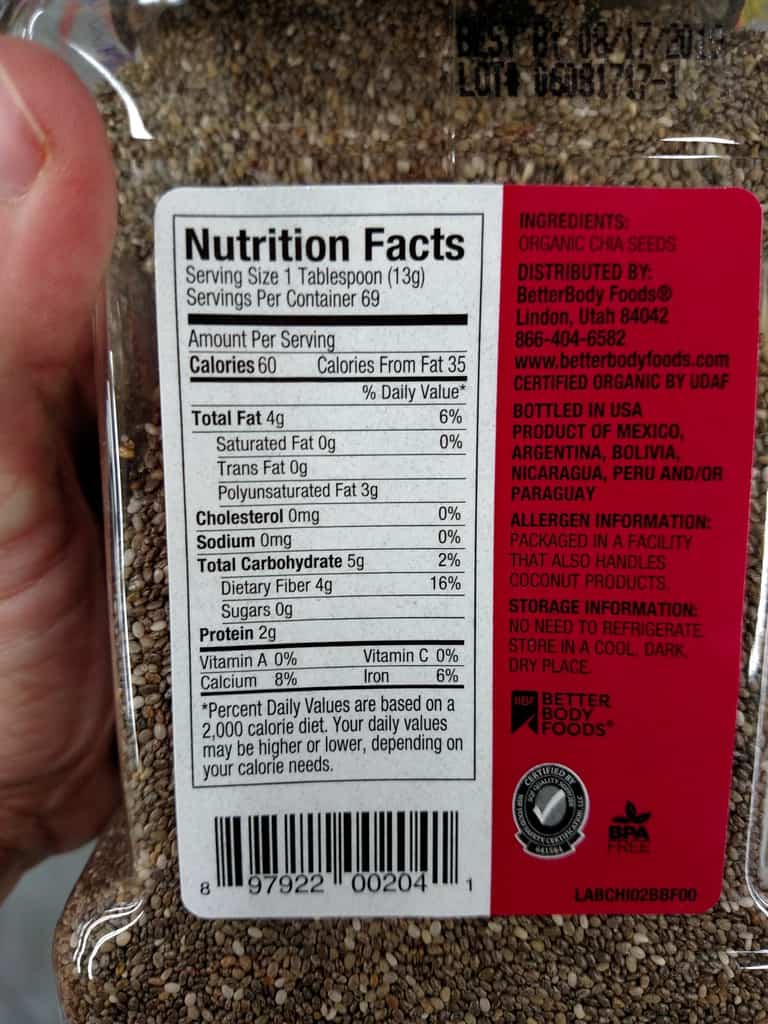 BEST BY 08/17/2019
LOT# 06081717-1
Nutrition Facts
Serving Size 1 Tablespoon (13g)
Servings Per Container 69
Amount Per Serving
Calories 60 Calories From Fat 35
% Daily Value*
Total Fat 4g 6%
Saturated Fat 0g 0%
Trans Fat 0g
Polyunsaturated Fat 3g
Cholesterol 0mg 0%
Sodium 0mg 0%
Total Carbohydrate 5g 2%
Dietary Fiber 4g 16%
Sugars 0g
Protein 2g
Vitamin A 0% Vitamin C 0%
Calcium 8% Iron 6%
*Percent Daily Values are based on a
2,000 calorie diet. Your daily values
may be higher or lower, depending on
your calorie needs.
8 97922 00204 1
INGREDIENTS:
ORGANIC CHIA SEEDS
DISTRIBUTED BY:
BetterBody Foods®
Lindon, Utah 84042
866-404-6582
www.betterbodyfoods.com
CERTIFIED ORGANIC BY UDAF
BOTTLED IN USA
PRODUCT OF MEXICO,
ARGENTINA, BOLIVIA,
NICARAGUA, PERU AND/OR
PARAGUAY
ALLERGEN INFORMATION:
PACKAGED IN A FACILITY
THAT ALSO HANDLES
COCONUT PRODUCTS.
STORAGE INFORMATION:
NO NEED TO REFRIGERATE.
STORE IN A COOL, DARK,
DRY PLACE.
BBF BETTER
BODY
FOODS®
CERTIFIED BY
BPA
FREE
LABCHI02BBF00